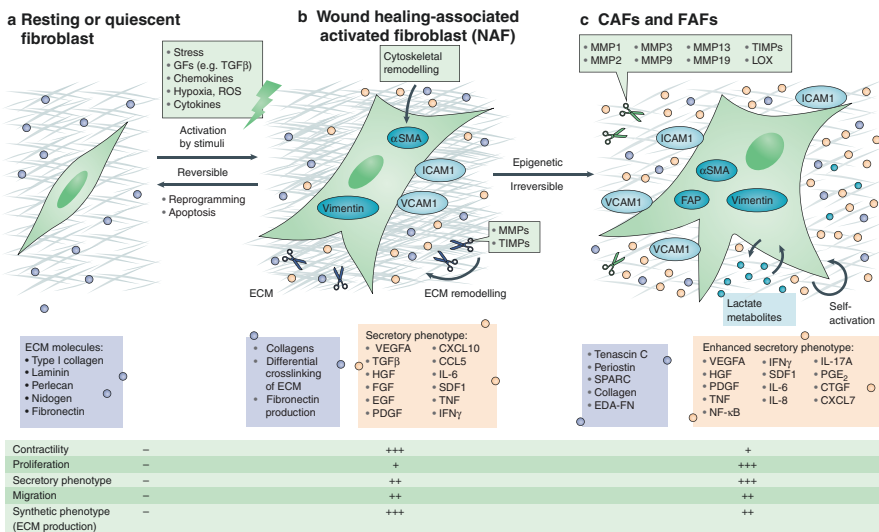 a Resting or quiescent
fibroblast
• Stress
• GFs (e.g. TGFβ)
• Chemokines
• Hypoxia, ROS
• Cytokines
Activation
by stimuli
Reversible
• Reprogramming
• Apoptosis
b Wound healing-associated
activated fibroblast (NAF)
Cytoskeletal
remodelling
αSMA
ICAM1
VCAM1
Vimentin
• MMPs
• TIMPs
ECM
ECM remodelling
Epigenetic
Irreversible
c CAFs and FAFs
• MMP1 • MMP3 • MMP13 • TIMPs
• MMP2 • MMP9 • MMP19 • LOX
ICAM1
ICAM1
αSMA
VCAM1
FAP
Vimentin
VCAM1
Lactate
metabolites
Self-
activation
ECM molecules:
• Type I collagen
• Laminin
• Perlecan
• Nidogen
• Fibronectin
• Collagens
• Differential
crosslinking
of ECM
• Fibronectin
production
Secretory phenotype:
• VEGFA • CXCL10
• TGFβ • CCL5
• HGF • IL-6
• FGF • SDF1
• EGF • TNF
• PDGF • IFNγ
• Tenascin C
• Periostin
• SPARC
• Collagen
• EDA-FN
Enhanced secretory phenotype:
• VEGFA • IFNγ • IL-17A
• HGF • SDF1 • PGE₂
• PDGF • IL-6 • CTGF
• TNF • IL-8 • CXCL7
• NF-κB
Contractility – +++ +
Proliferation – + +++
Secretory phenotype – ++ +++
Migration – ++ ++
Synthetic phenotype – +++ ++
(ECM production)